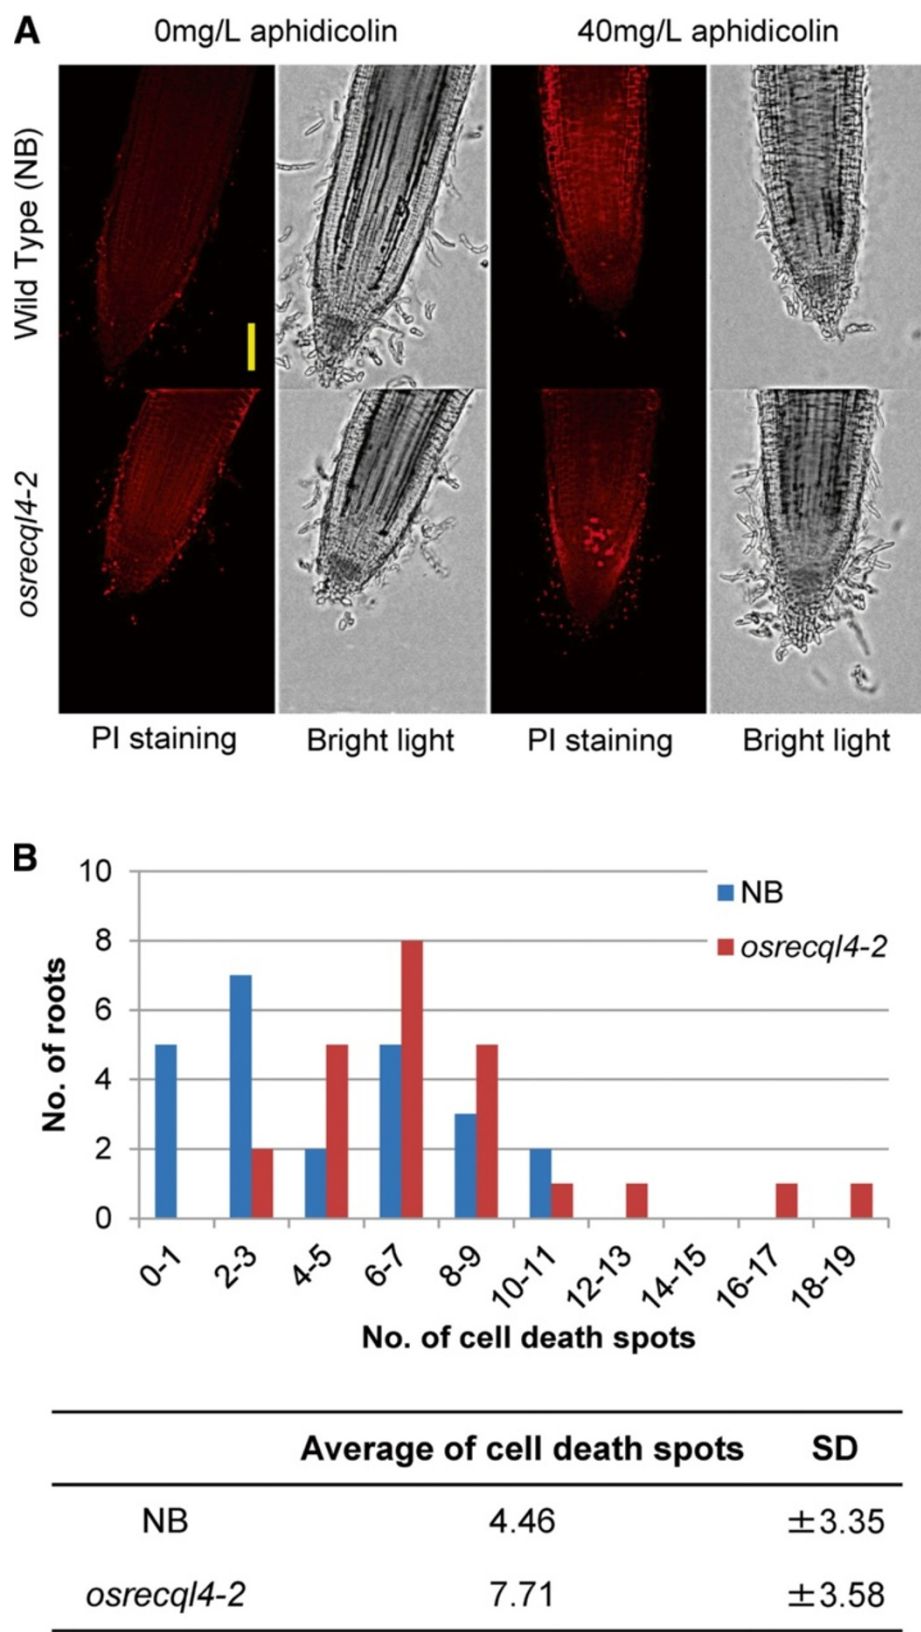 A
0mg/L aphidicolin 40mg/L aphidicolin
Wild Type (NB)
osrecql4-2
PI staining Bright light PI staining Bright light
B
10
8
6
4
2
0
No. of roots
NB
osrecql4-2
0-1 2-3 4-5 6-7 8-9 10-11 12-13 14-15 16-17 18-19
No. of cell death spots
Average of cell death spots SD
NB 4.46 ±3.35
osrecql4-2 7.71 ±3.58